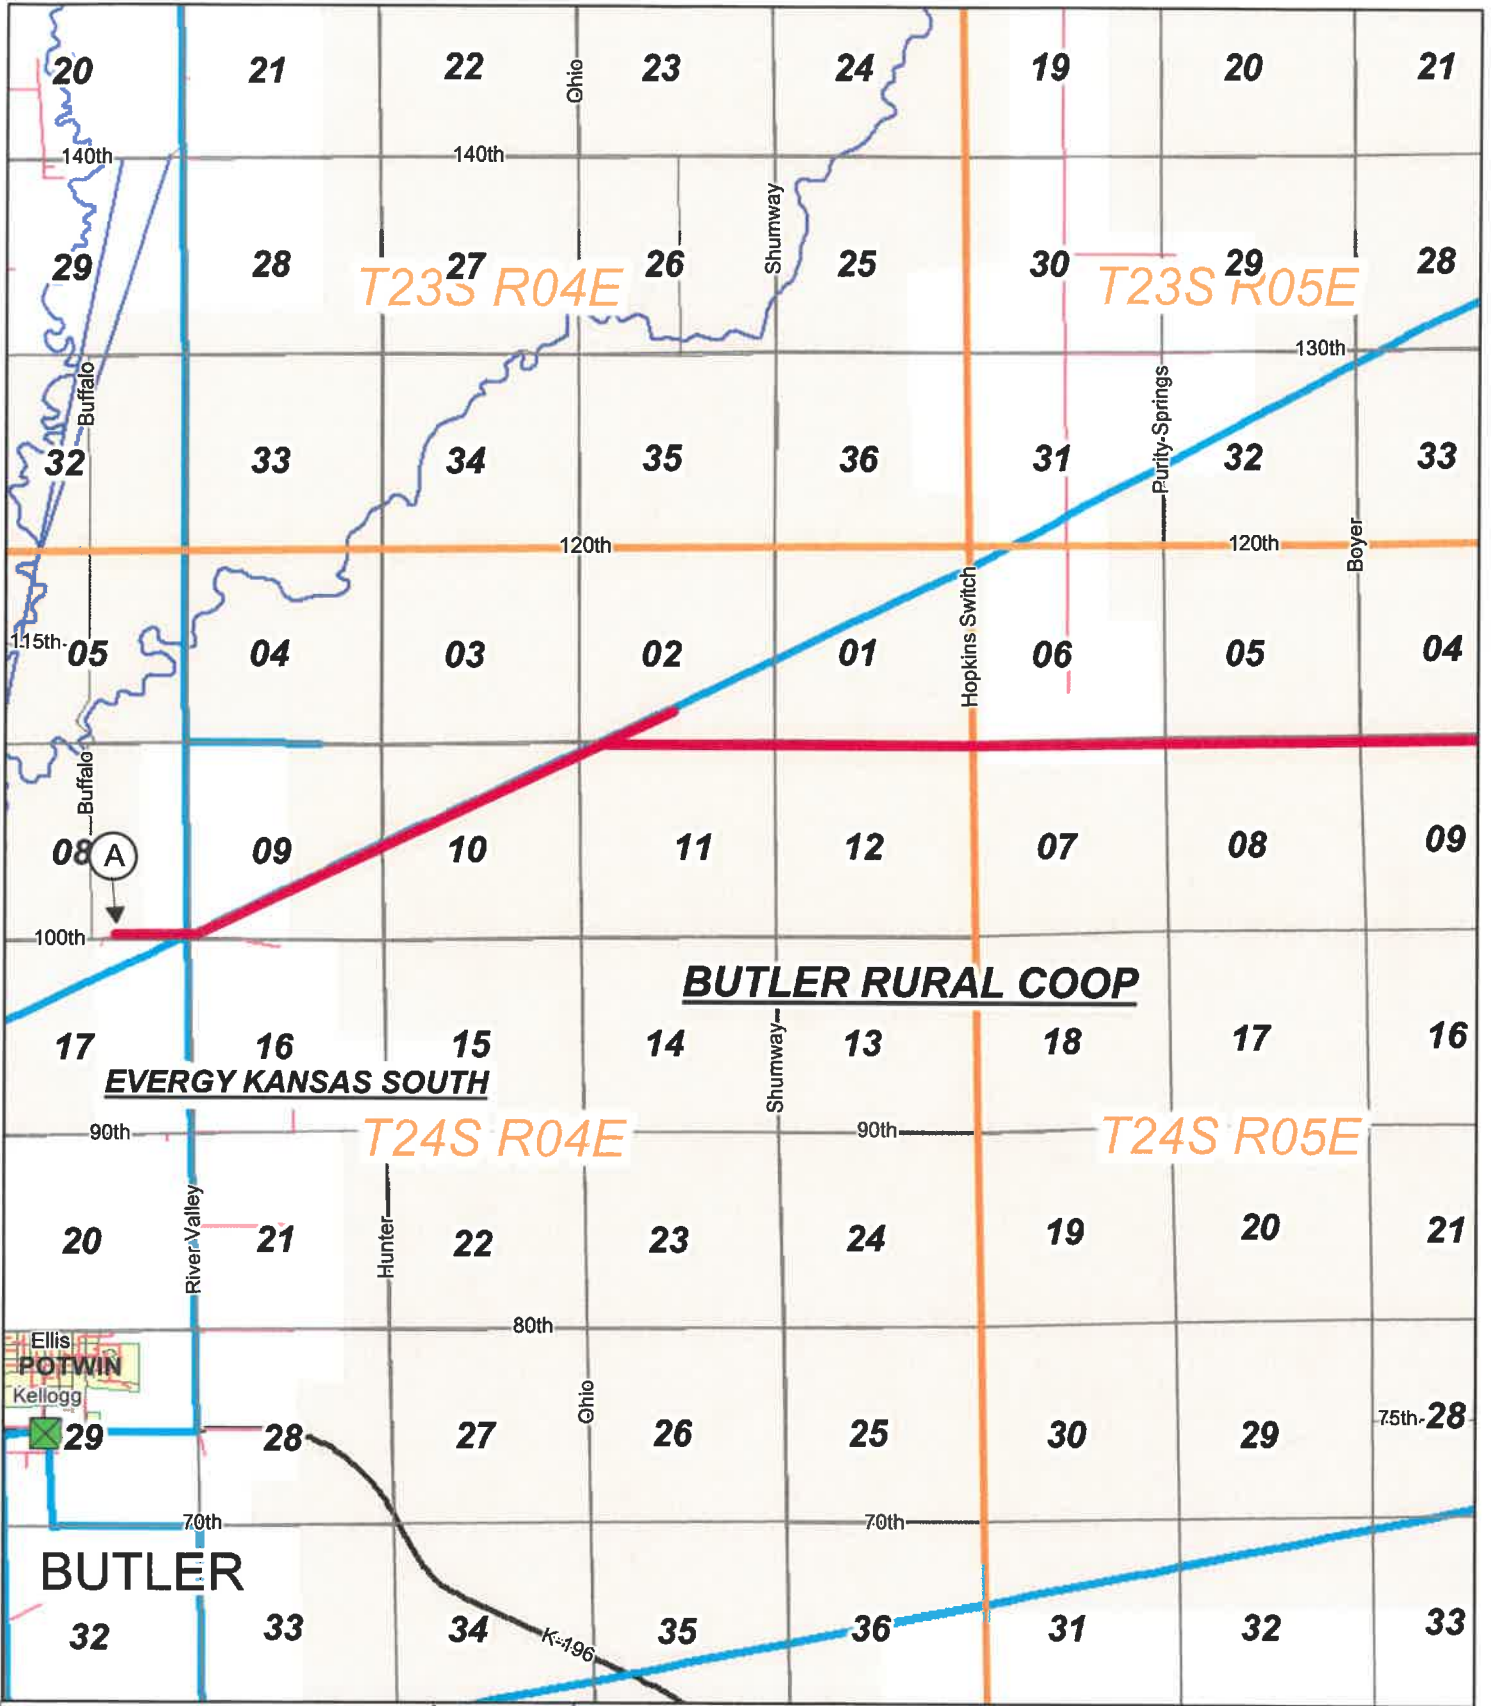 20 21 22 Ohio 23 24 19 20 21
140th 140th
29 28 27 26 Shumway 25 30 29 28
T23S R04E T23S R05E
130th
Buffalo Purity Springs
32 33 34 35 36 31 32 33
120th 120th Boyer
Hopkins Switch
115th 05 04 03 02 01 06 05 04
Buffalo
08 A 09 10 11 12 07 08 09
100th
BUTLER RURAL COOP
17 16 15 14 Shumway 13 18 17 16
EVERGY KANSAS SOUTH
90th T24S R04E 90th T24S R05E
20 River Valley 21 Hunter 22 23 24 19 20 21
80th
Ellis
POTWIN
Kellogg Ohio
29 28 27 26 25 30 29 75th 28
70th 70th
BUTLER
32 33 34 K-196 35 36 31 32 33